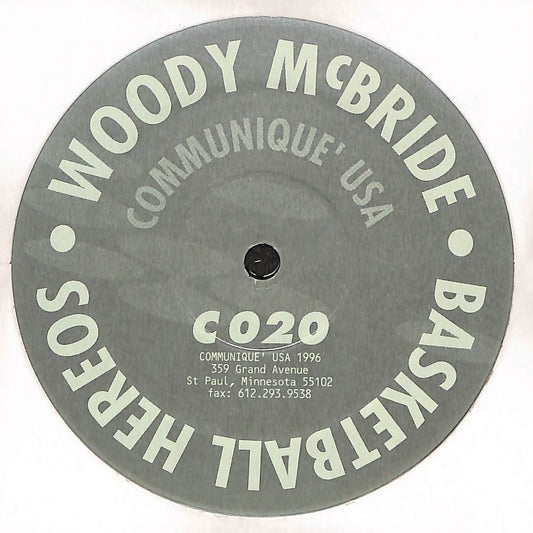 WOODY McBRIDE • BASKETBALL HEREOS •
COMMUNIQUE' USA
C020
COMMUNIQUE' USA 1996
359 Grand Avenue
St Paul, Minnesota 55102
fax: 612.293.9538